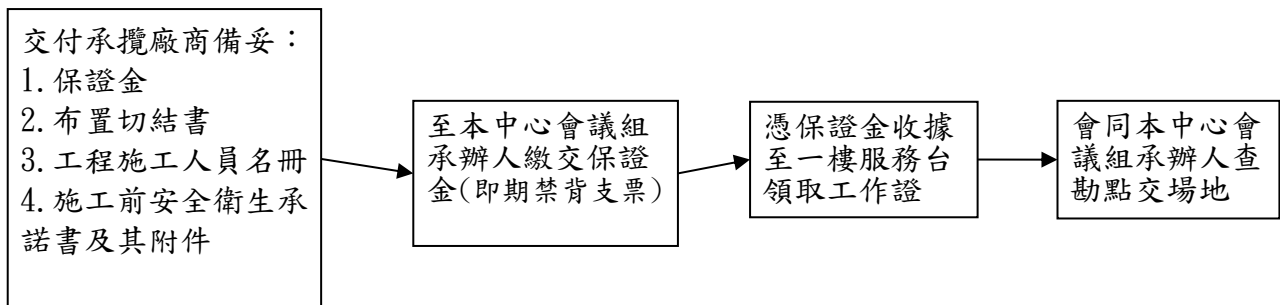 交付承攬廠商備妥：
1.保證金
2.布置切結書
3.工程施工人員名冊
4.施工前安全衛生承
諾書及其附件
至本中心會議組
承辦人繳交保證
金(即期禁背支票)
憑保證金收據
至一樓服務台
領取工作證
會同本中心會
議組承辦人查
勘點交場地